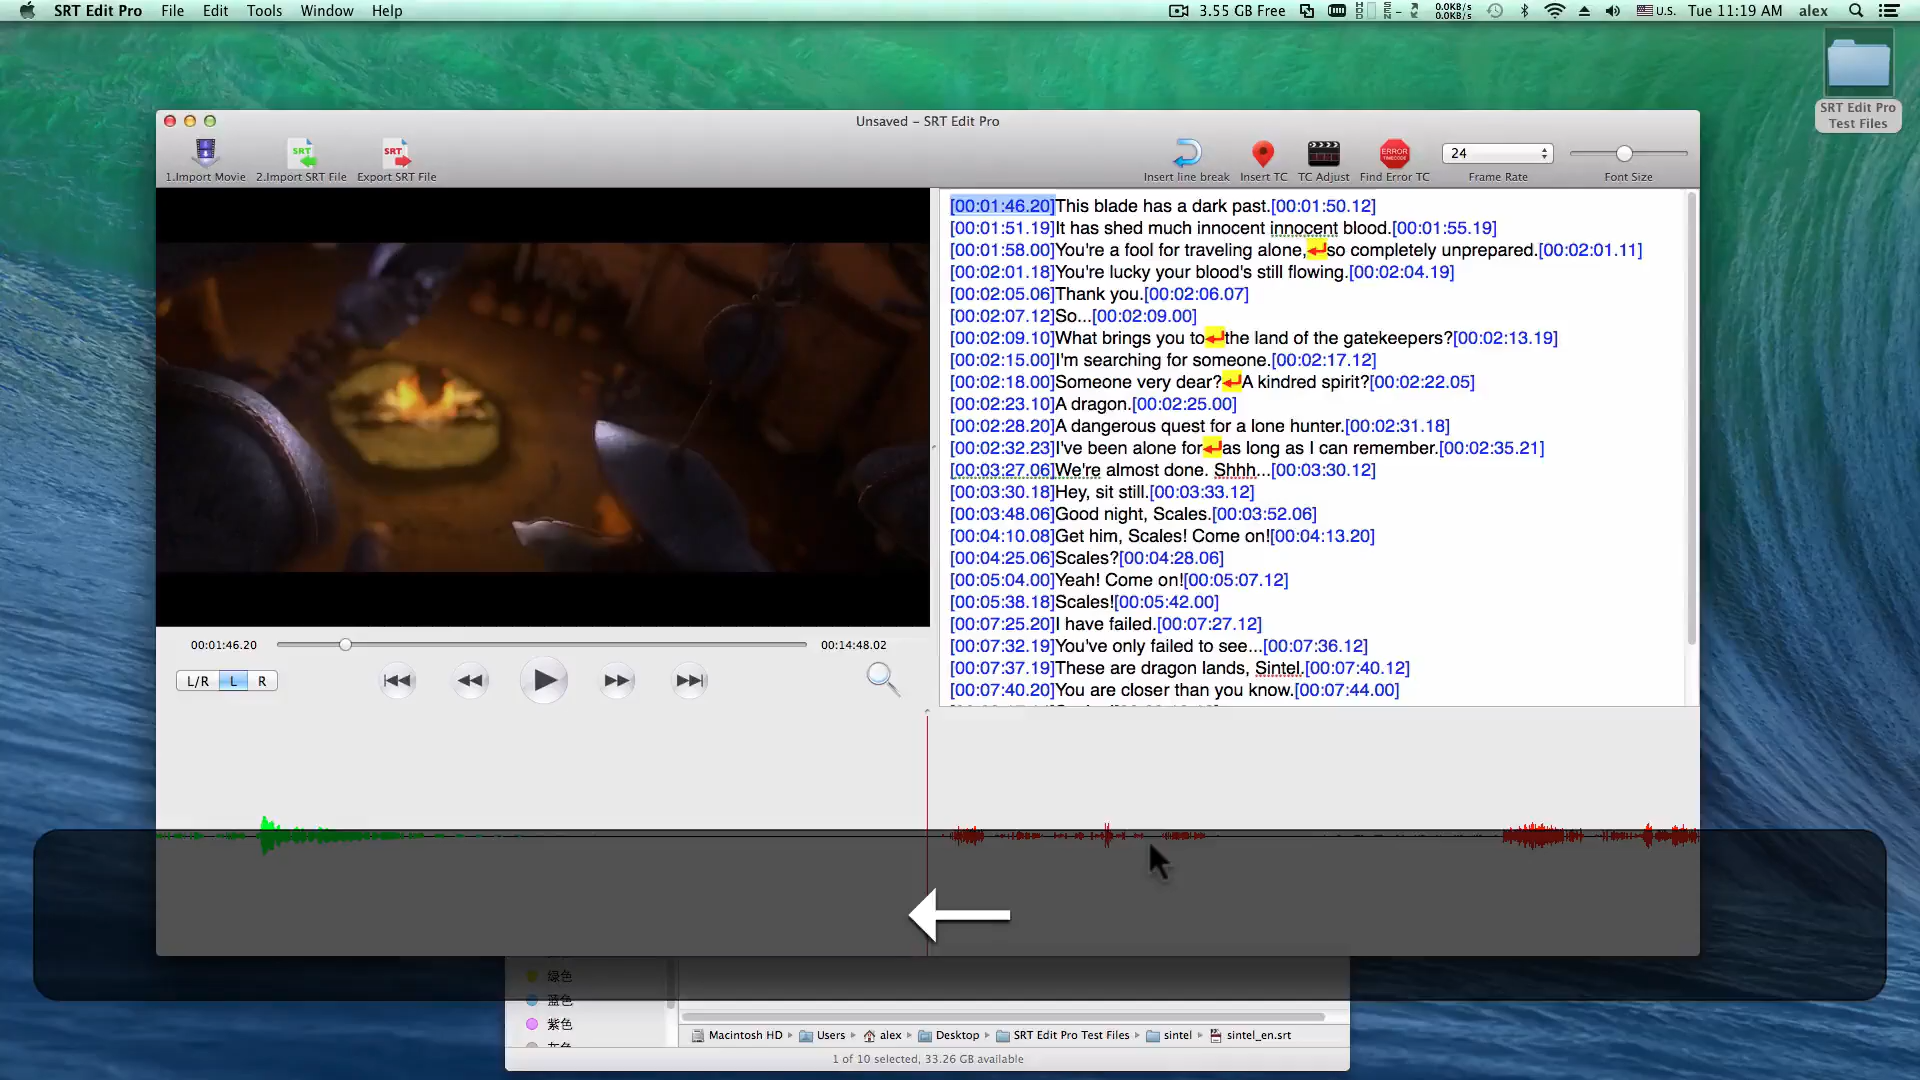 SRT Edit Pro File Edit Tools Window Help 3.55 GB Free 0.0KB/s 0.0KB/s U.S. Tue 11:19 AM alex
SRT Edit Pro
Test Files
Unsaved – SRT Edit Pro
SRT SRT ERROR TIMECODE 24
1.Import Movie 2.Import SRT File Export SRT File Insert line break Insert TC TC Adjust Find Error TC Frame Rate Font Size
[00:01:46.20]This blade has a dark past.[00:01:50.12]
[00:01:51.19]It has shed much innocent innocent blood.[00:01:55.19]
[00:01:58.00]You're a fool for traveling alone,so completely unprepared.[00:02:01.11]
[00:02:01.18]You're lucky your blood's still flowing.[00:02:04.19]
[00:02:05.06]Thank you.[00:02:06.07]
[00:02:07.12]So...[00:02:09.00]
[00:02:09.10]What brings you to the land of the gatekeepers?[00:02:13.19]
[00:02:15.00]I'm searching for someone.[00:02:17.12]
[00:02:18.00]Someone very dear? A kindred spirit?[00:02:22.05]
[00:02:23.10]A dragon.[00:02:25.00]
[00:02:28.20]A dangerous quest for a lone hunter.[00:02:31.18]
[00:02:32.23]I've been alone for as long as I can remember.[00:02:35.21]
[00:03:27.06]We're almost done. Shhh...[00:03:30.12]
[00:03:30.18]Hey, sit still.[00:03:33.12]
[00:03:48.06]Good night, Scales.[00:03:52.06]
[00:04:10.08]Get him, Scales! Come on![00:04:13.20]
[00:04:25.06]Scales?[00:04:28.06]
[00:05:04.00]Yeah! Come on![00:05:07.12]
[00:05:38.18]Scales![00:05:42.00]
[00:07:25.20]I have failed.[00:07:27.12]
[00:07:32.19]You've only failed to see...[00:07:36.12]
[00:07:37.19]These are dragon lands, Sintel.[00:07:40.12]
[00:07:40.20]You are closer than you know.[00:07:44.00]
00:01:46.20 00:14:48.02
L/R L R
绿色
蓝色
紫色
Macintosh HD Users alex Desktop SRT Edit Pro Test Files sintel sintel_en.srt
1 of 10 selected, 33.26 GB available